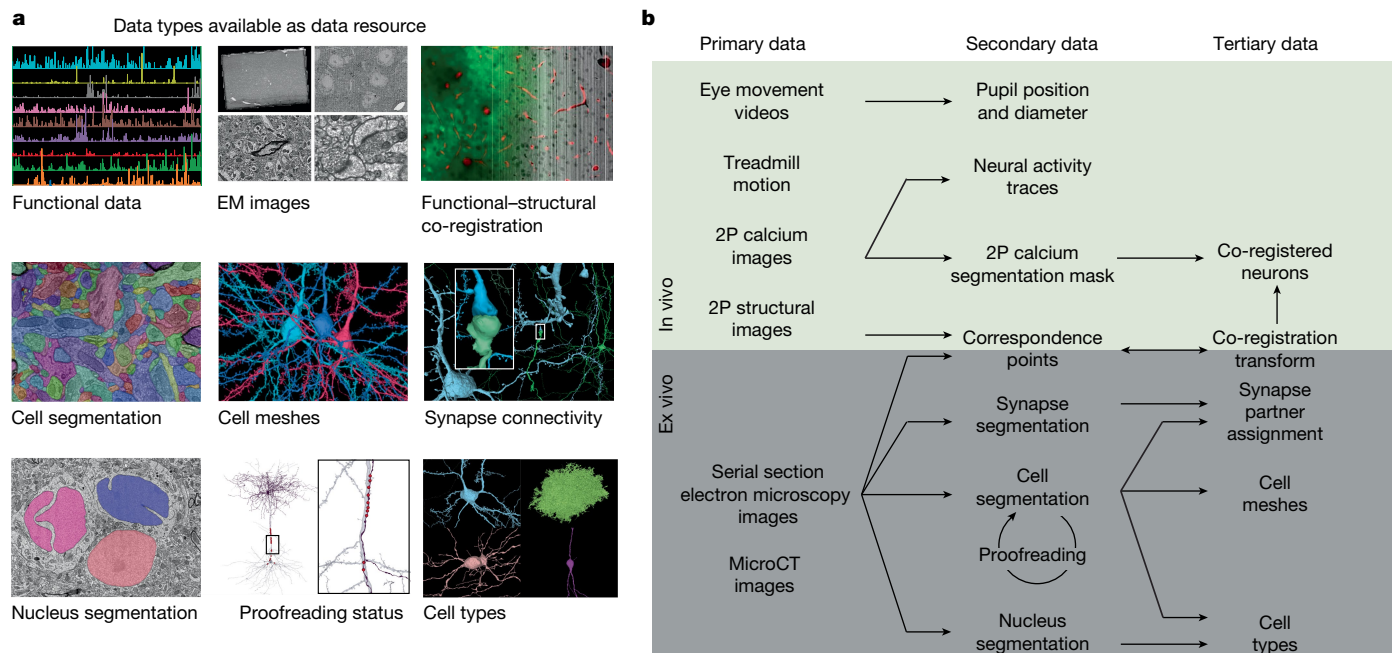 a
Data types available as data resource
Functional data
EM images
Functional–structural
co-registration
Cell segmentation
Cell meshes
Synapse connectivity
Nucleus segmentation
Proofreading status
Cell types
b
Primary data
Secondary data
Tertiary data
In vivo
Eye movement
videos
Pupil position
and diameter
Treadmill
motion
Neural activity
traces
2P calcium
images
2P calcium
segmentation mask
Co-registered
neurons
2P structural
images
Correspondence
points
Co-registration
transform
Ex vivo
Synapse
segmentation
Synapse
partner
assignment
Serial section
electron microscopy
images
Cell
segmentation
Cell
meshes
Proofreading
MicroCT
images
Nucleus
segmentation
Cell
types